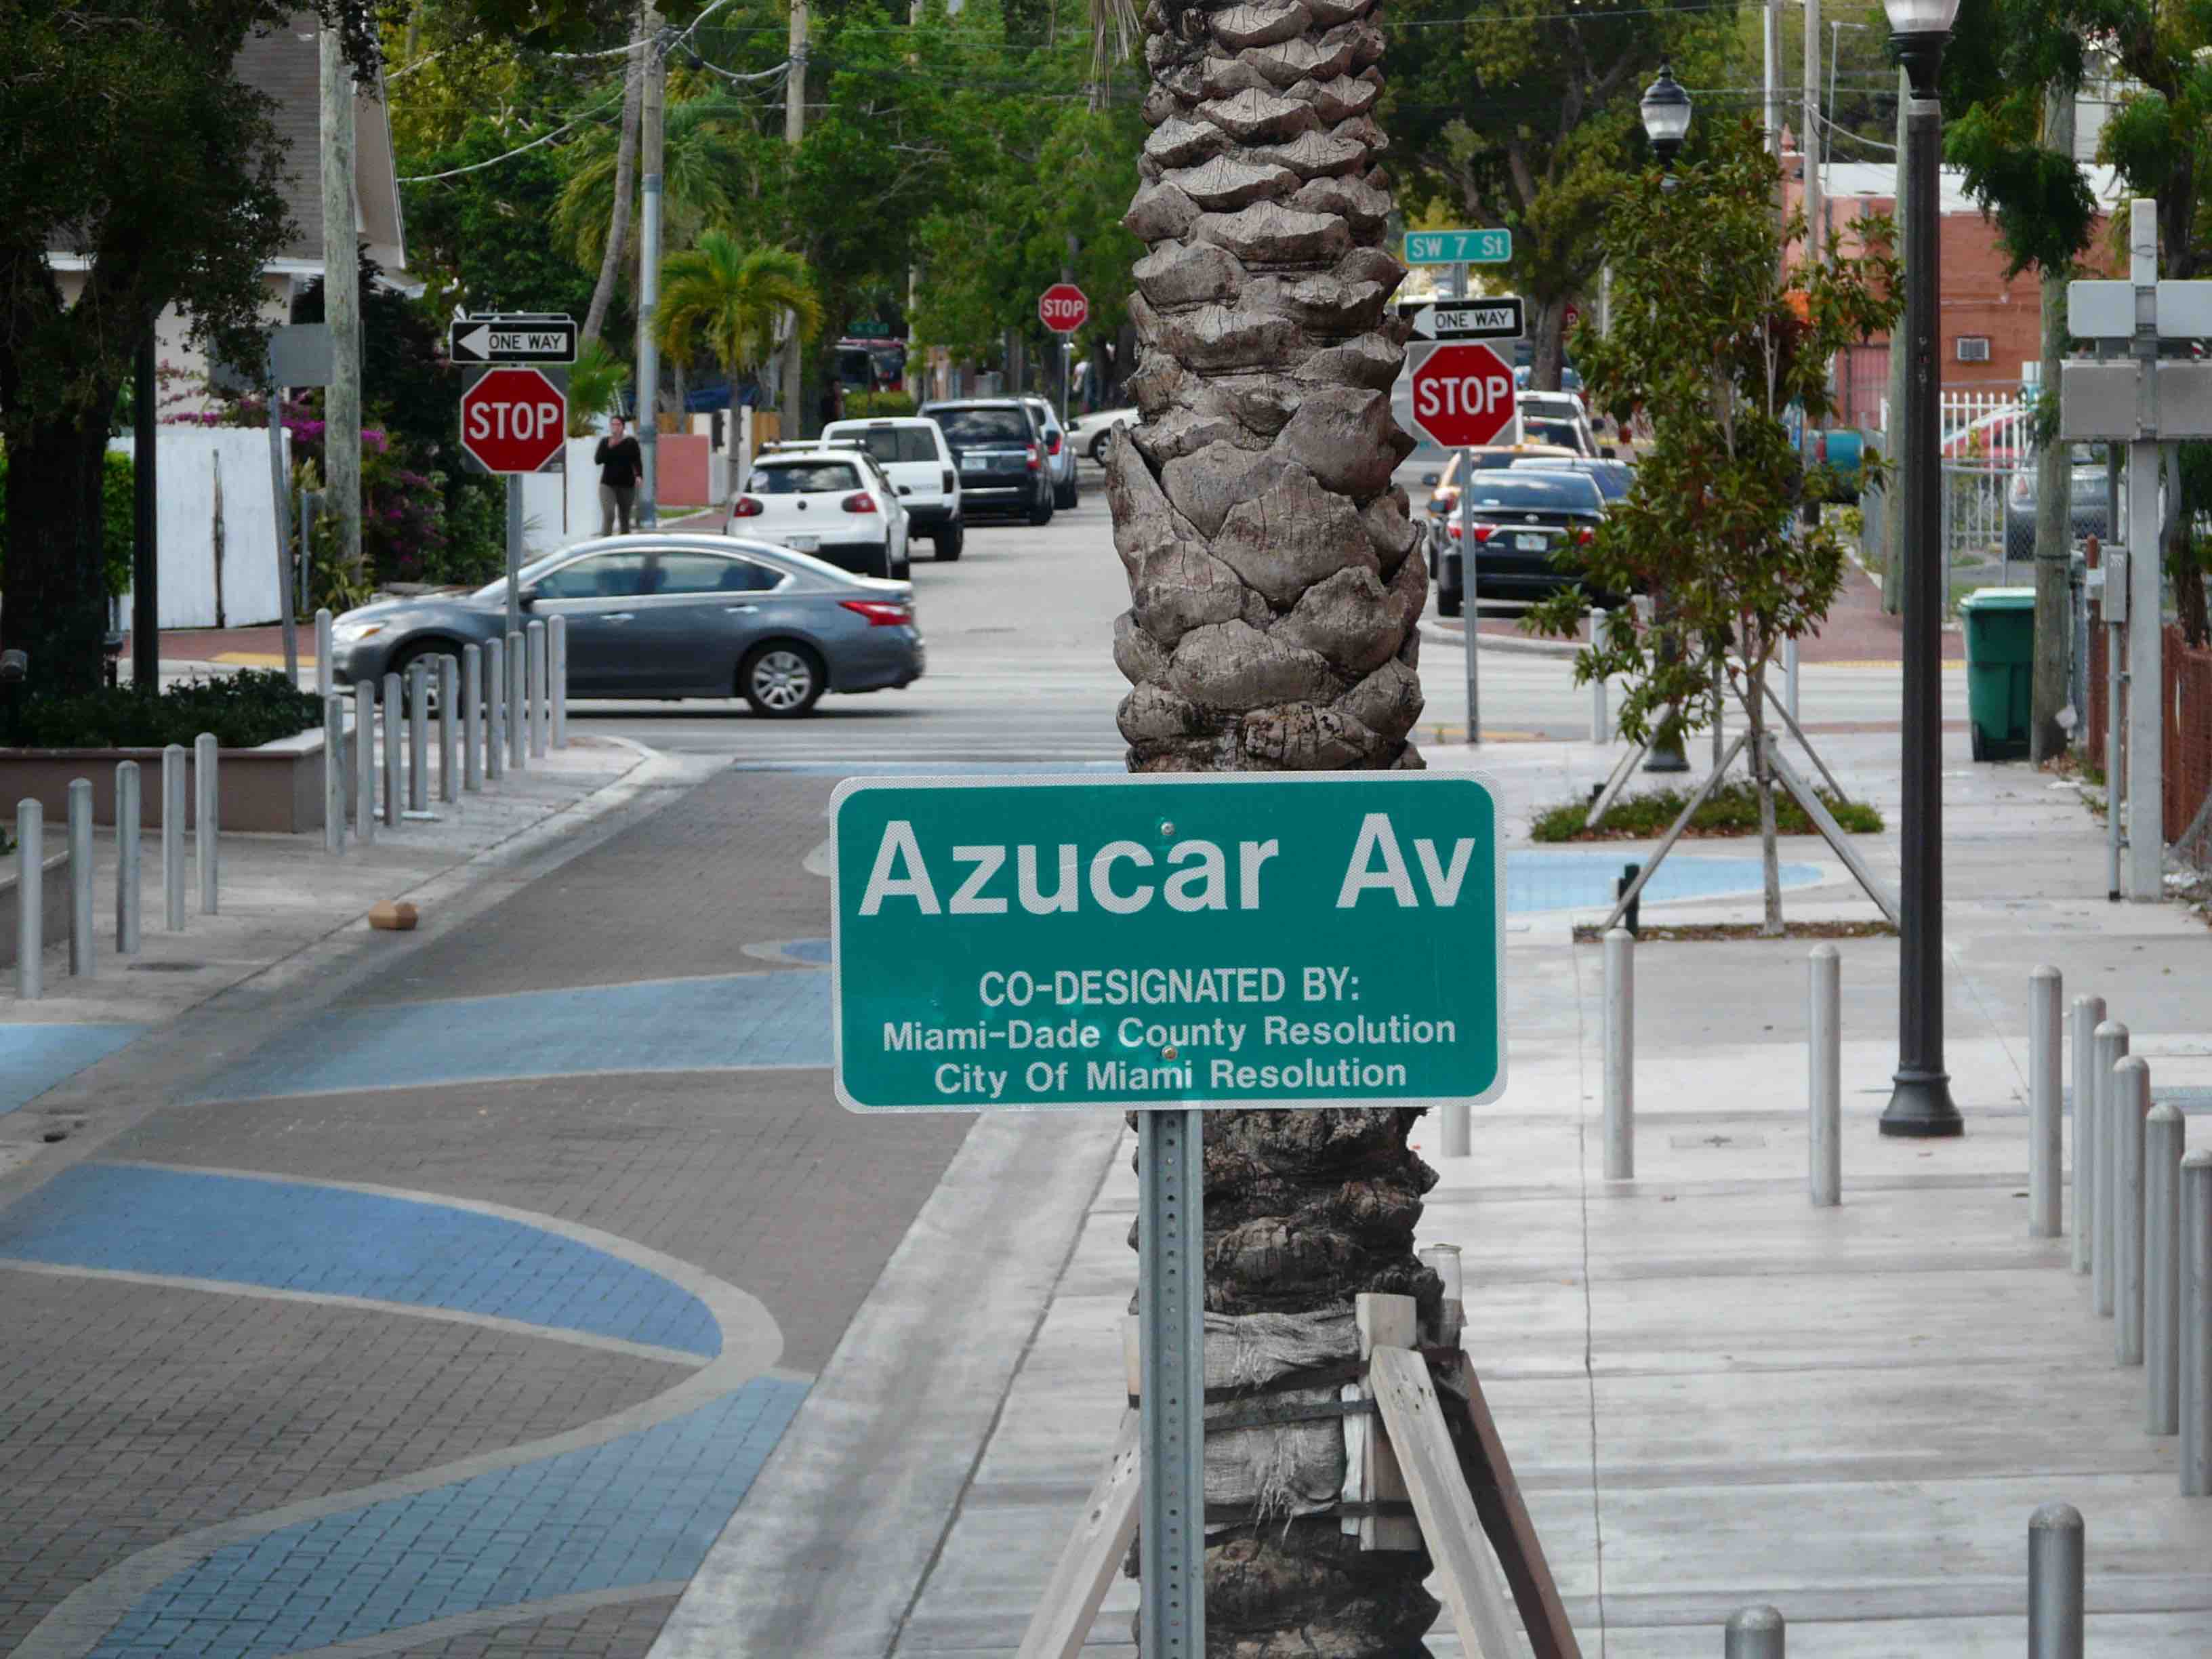 SW 7 St
STOP
ONE WAY
ONE WAY
STOP
STOP
Azucar Av
CO-DESIGNATED BY:
Miami-Dade County Resolution
City Of Miami Resolution